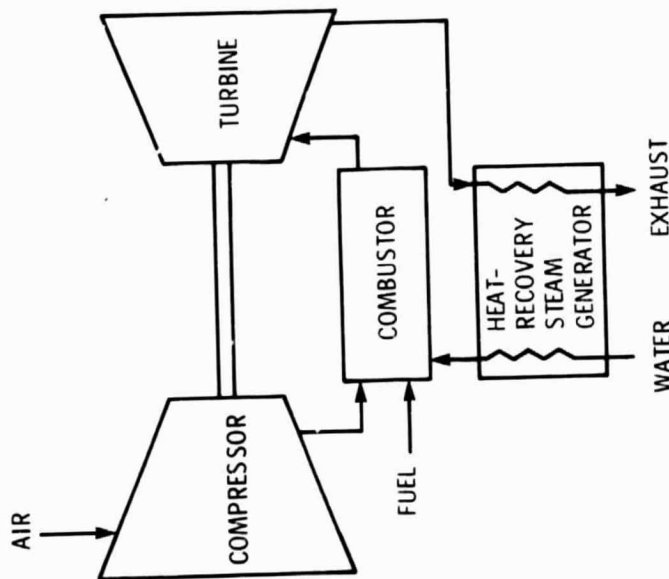 AIR
COMPRESSOR
TURBINE
FUEL
COMBUSTOR
HEAT-
RECOVERY
STEAM
GENERATOR
WATER
EXHAUST